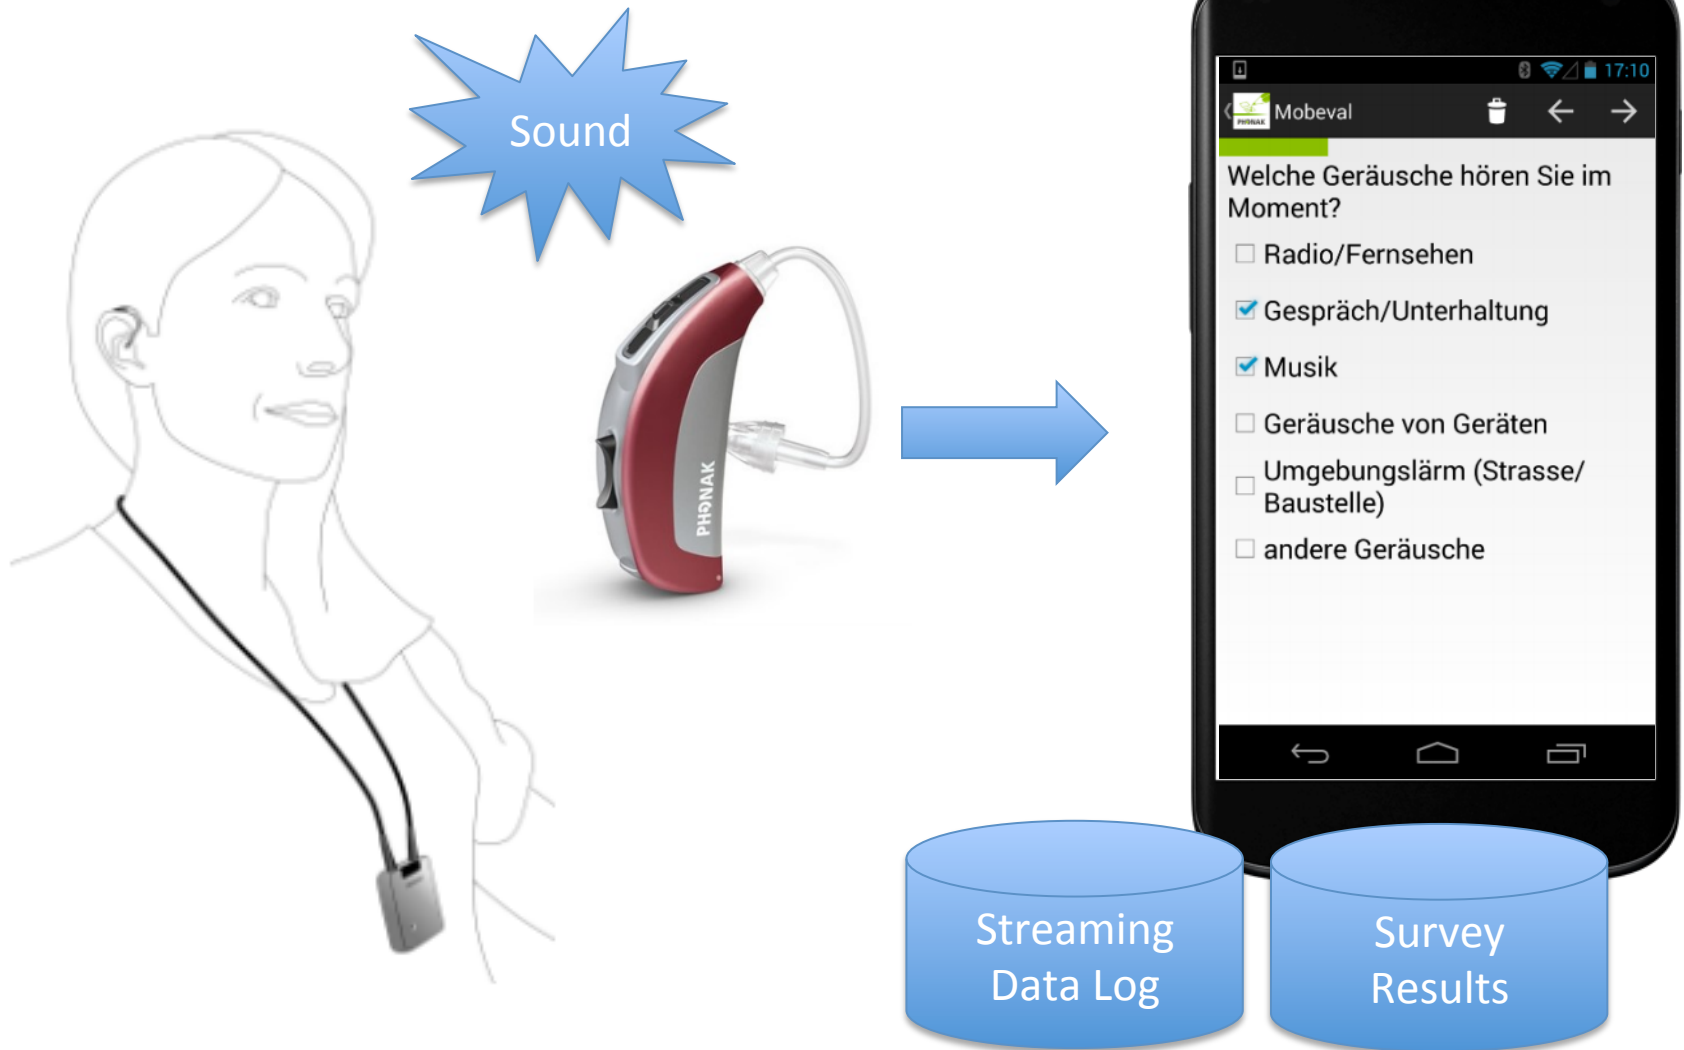 Sound
PHONAK
17:10
PHONAK
Mobeval
Welche Geräusche hören Sie im
Moment?
Radio/Fernsehen
Gespräch/Unterhaltung
Musik
Geräusche von Geräten
Umgebungslärm (Strasse/
Baustelle)
andere Geräusche
Streaming
Data Log
Survey
Results